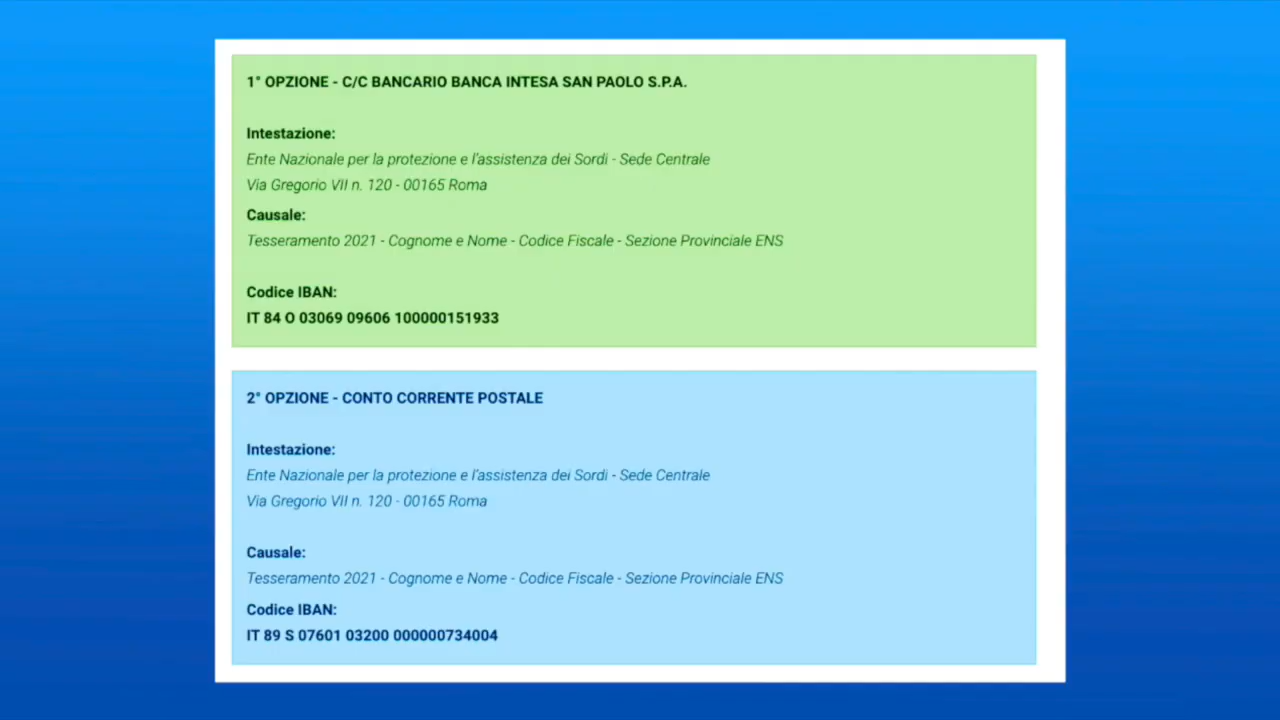 1° OPZIONE - C/C BANCARIO BANCA INTESA SAN PAOLO S.P.A.
Intestazione:
Ente Nazionale per la protezione e l'assistenza dei Sordi - Sede Centrale
Via Gregorio VII n. 120 - 00165 Roma
Causale:
Tesseramento 2021 - Cognome e Nome - Codice Fiscale - Sezione Provinciale ENS
Codice IBAN:
IT 84 O 03069 09606 100000151933
2° OPZIONE - CONTO CORRENTE POSTALE
Intestazione:
Ente Nazionale per la protezione e l'assistenza dei Sordi - Sede Centrale
Via Gregorio VII n. 120 - 00165 Roma
Causale:
Tesseramento 2021 - Cognome e Nome - Codice Fiscale - Sezione Provinciale ENS
Codice IBAN:
IT 89 S 07601 03200 000000734004